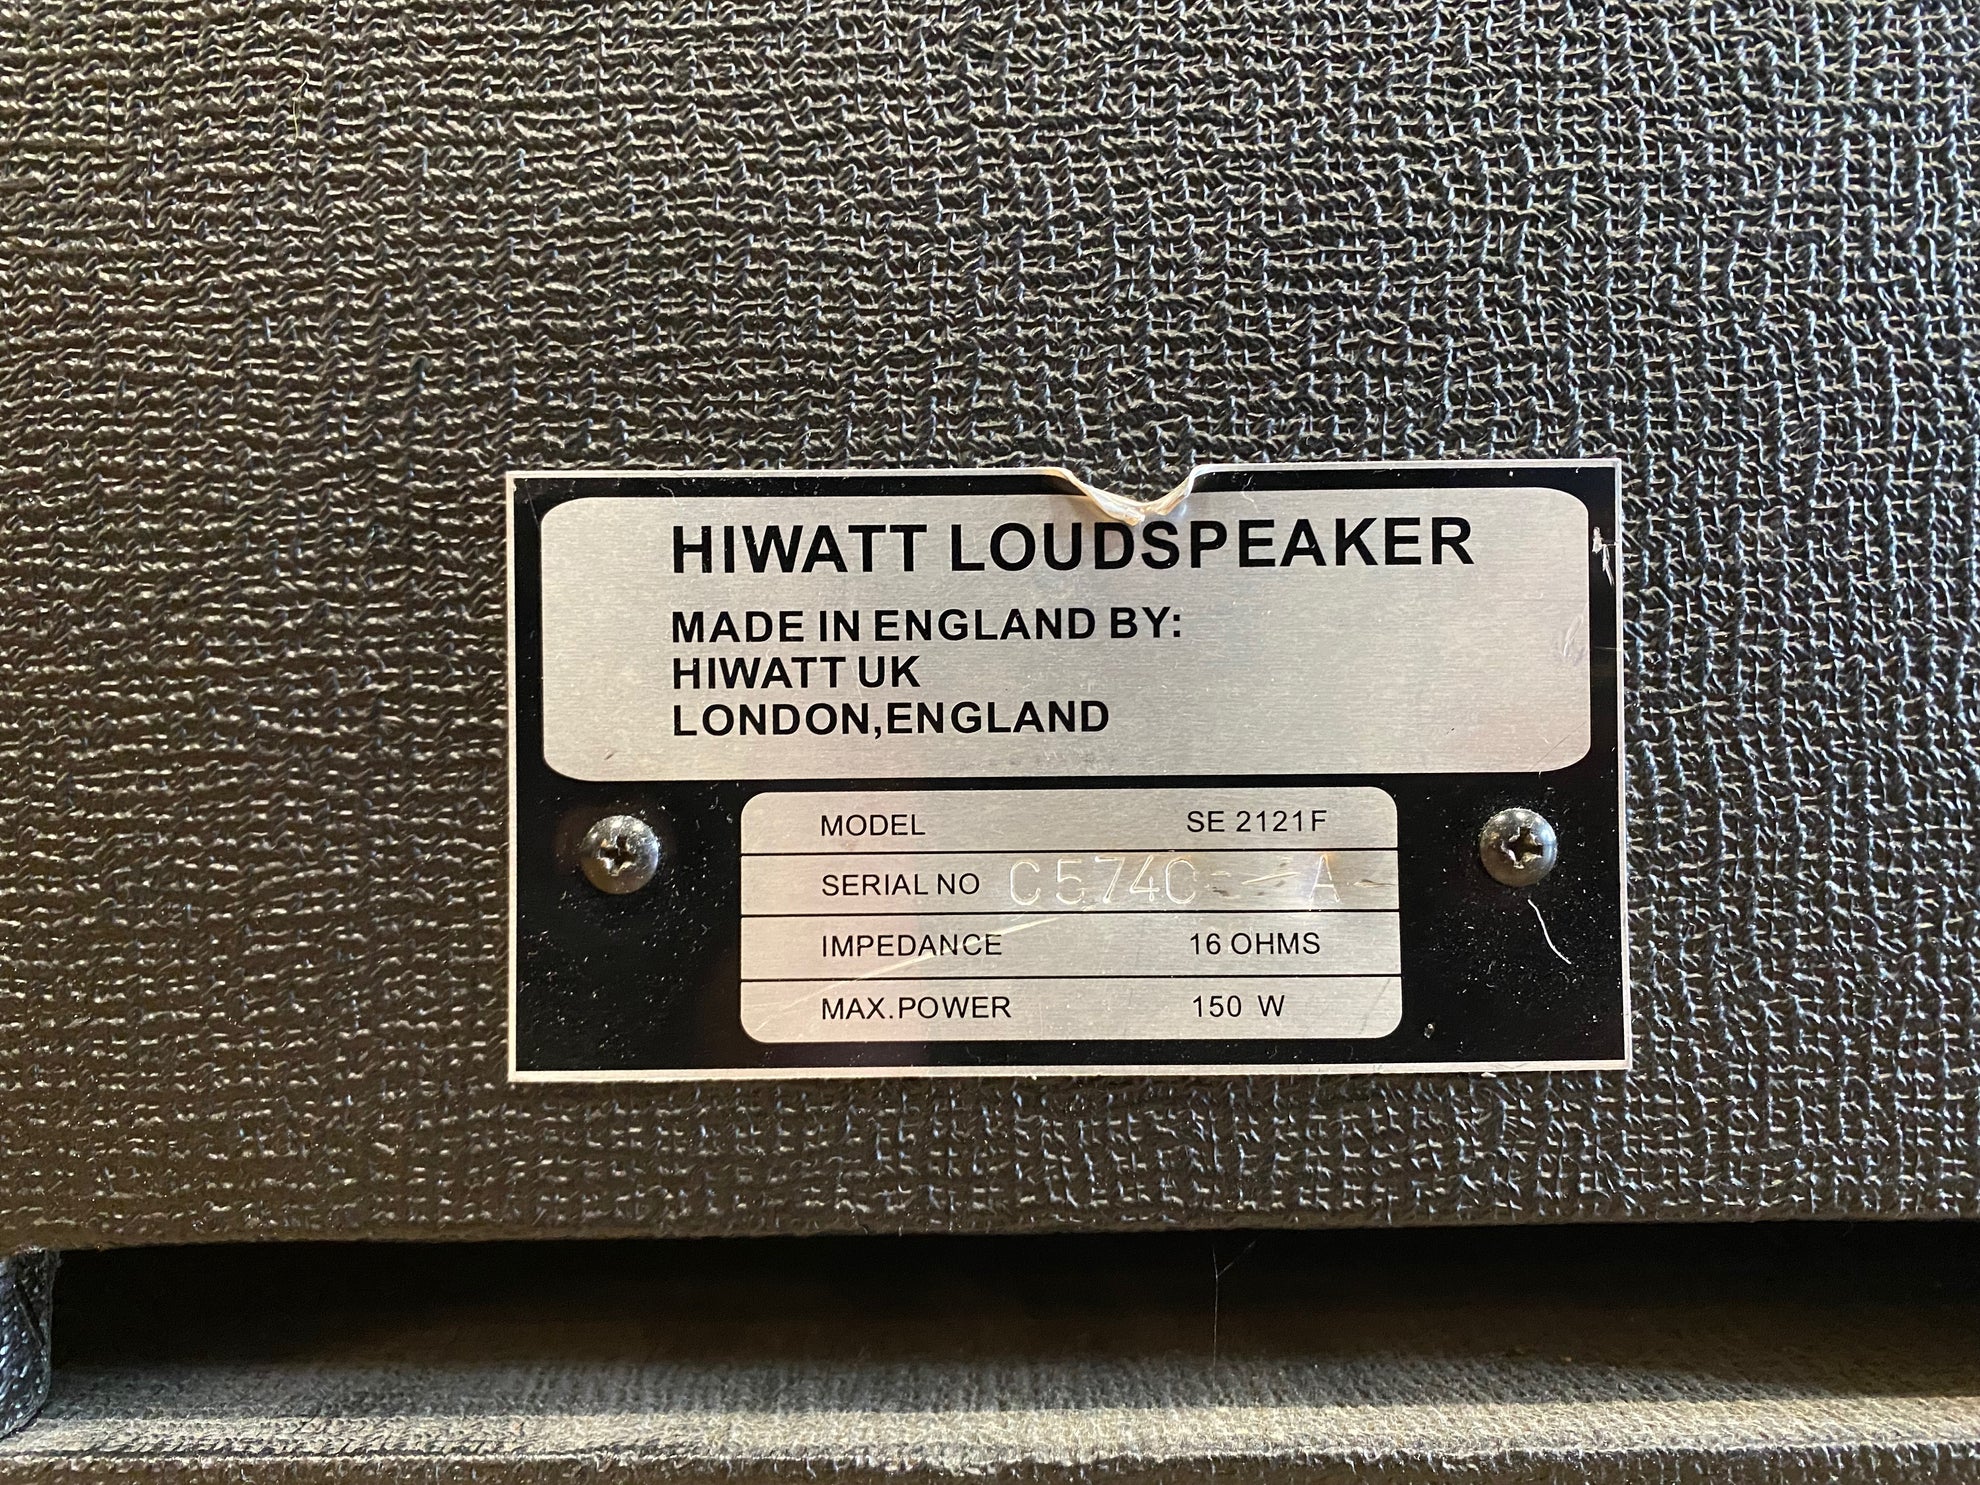 HIWATT LOUDSPEAKER
MADE IN ENGLAND BY:
HIWATT UK
LONDON,ENGLAND
MODEL SE 2121F
SERIAL NO C5740 A
IMPEDANCE 16 OHMS
MAX.POWER 150 W